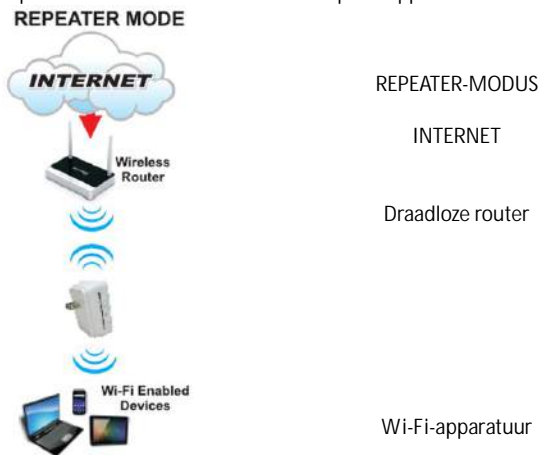 REPEATER MODE
INTERNET
REPEATER-MODUS
INTERNET
Wireless
Router
Draadloze router
Wi-Fi Enabled
Devices
Wi-Fi-apparatuur